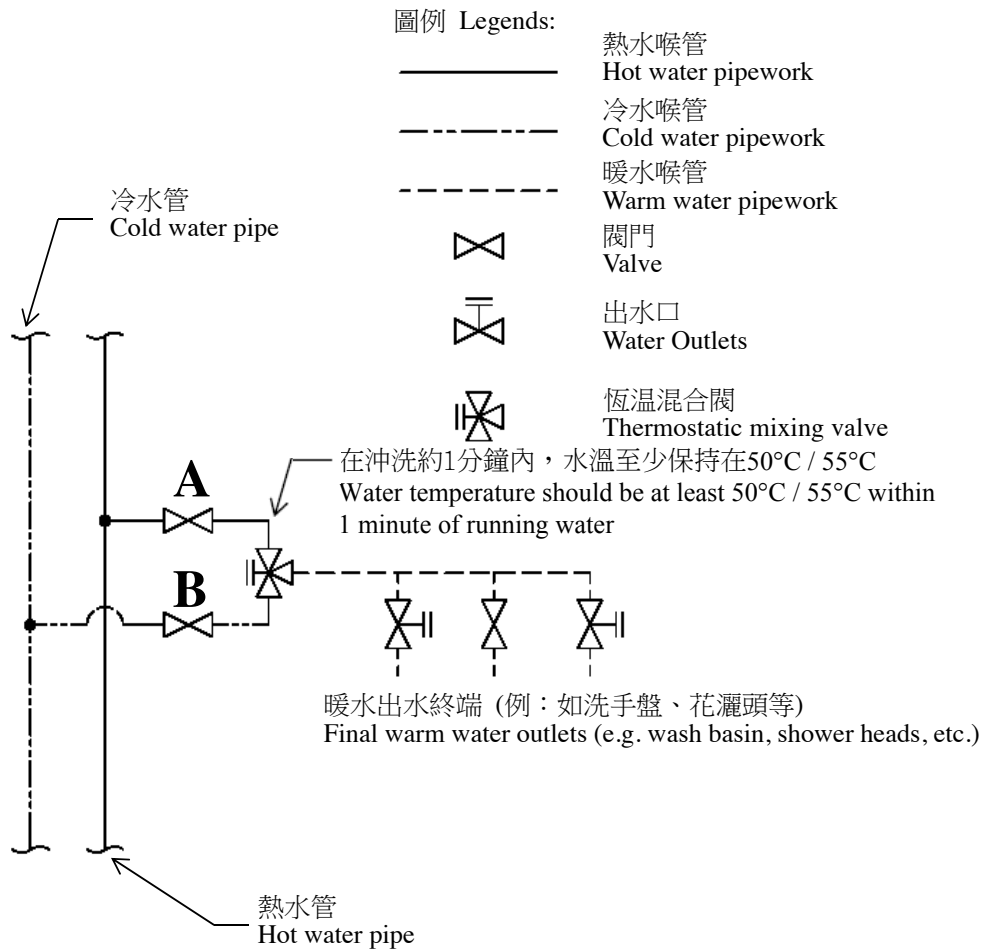 圖例 Legends:
熱水喉管
Hot water pipework
冷水喉管
Cold water pipework
暖水喉管
Warm water pipework
閥門
Valve
出水口
Water Outlets
恆温混合閥
Thermostatic mixing valve
冷水管
Cold water pipe
在沖洗約1分鐘內，水溫至少保持在50°C / 55°C
Water temperature should be at least 50°C / 55°C within
1 minute of running water
A
B
暖水出水終端 (例：如洗手盤、花灑頭等)
Final warm water outlets (e.g. wash basin, shower heads, etc.)
熱水管
Hot water pipe